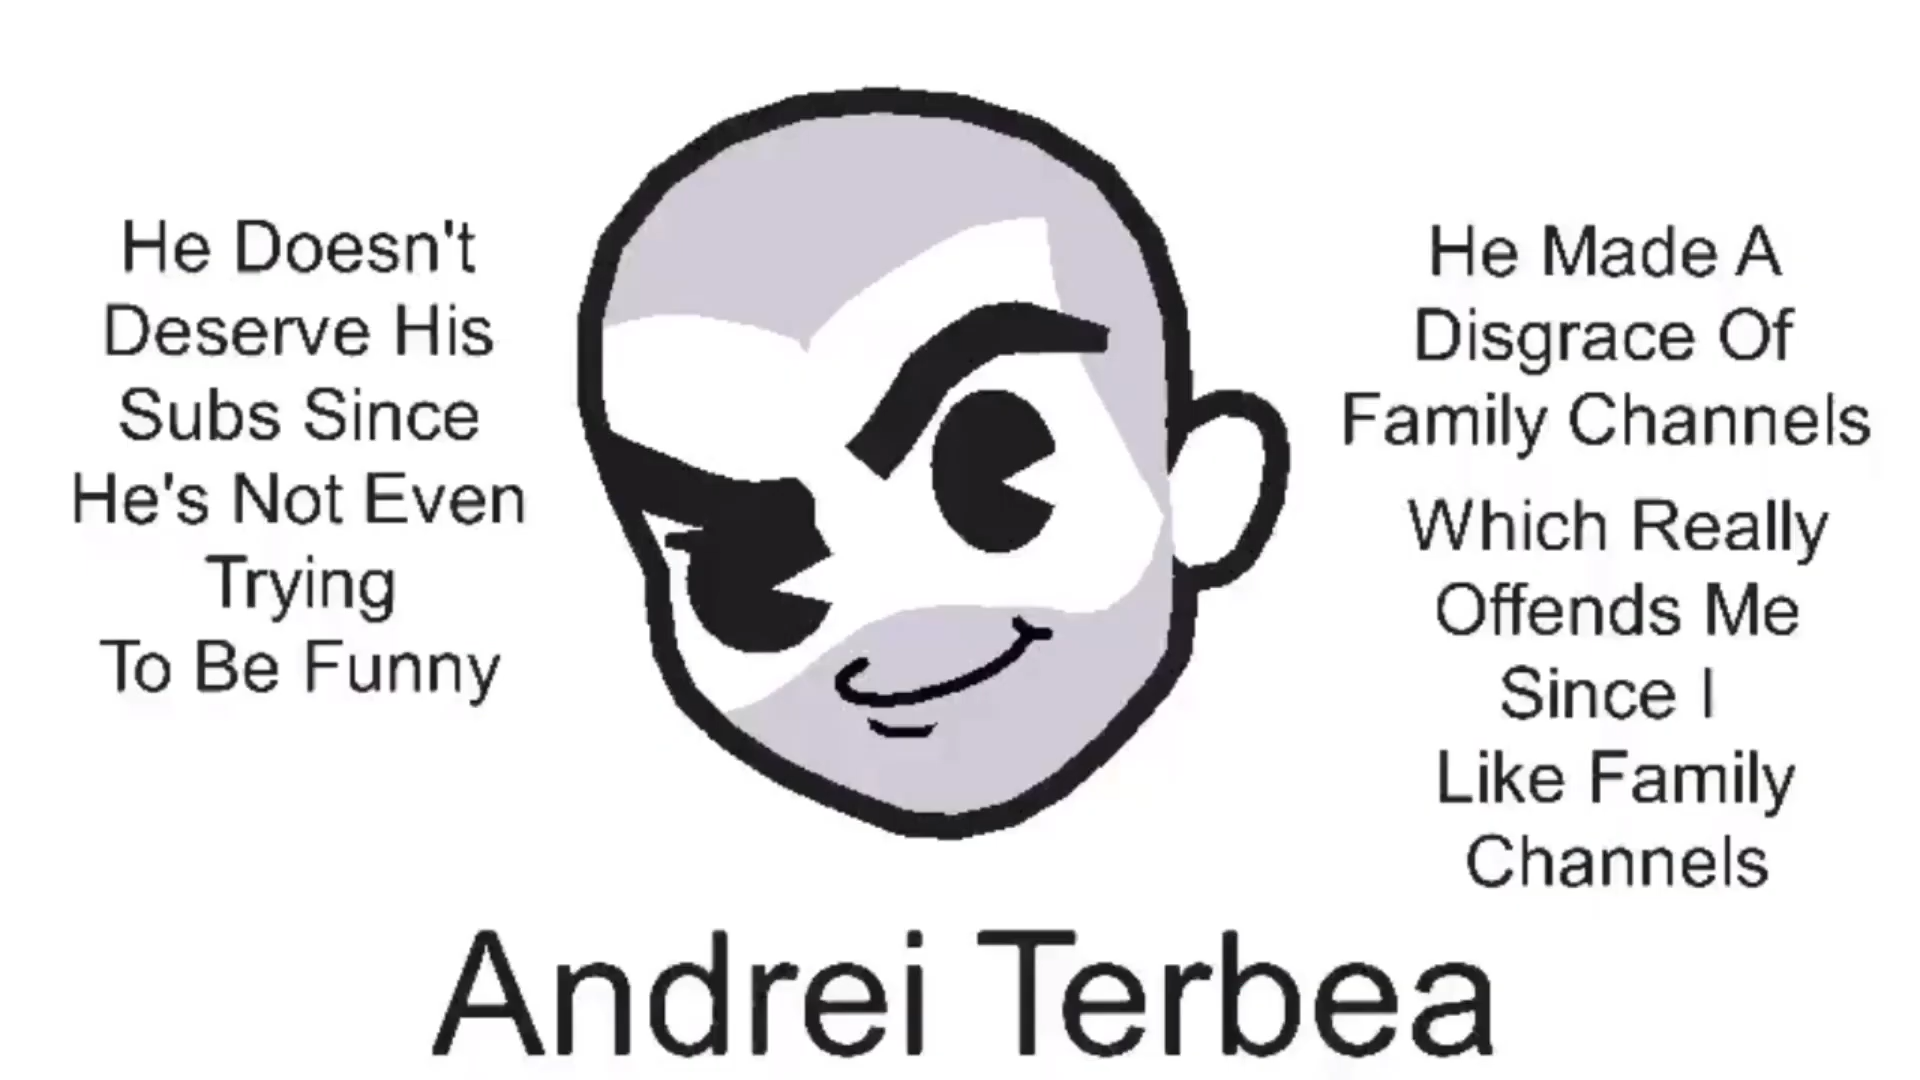 He Doesn't
Deserve His
Subs Since
He's Not Even
Trying
To Be Funny
He Made A
Disgrace Of
Family Channels
Which Really
Offends Me
Since I
Like Family
Channels
Andrei Terbea